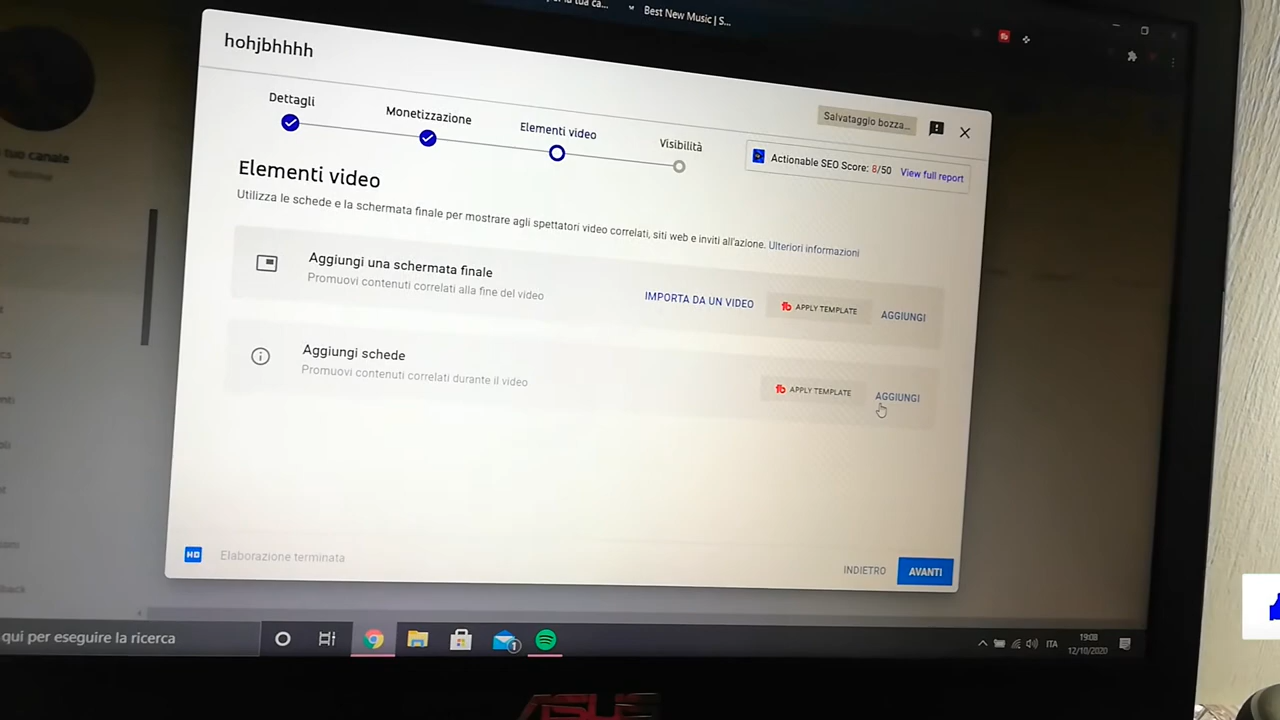 Best New Music | S...
hohjbhhhh
Dettagli
Monetizzazione
Elementi video
Visibilità
Salvataggio bozza...
Actionable SEO Score: 8/50 View full report
Elementi video
Utilizza le schede e la schermata finale per mostrare agli spettatori video correlati, siti web e inviti all'azione. Ulteriori informazioni
Aggiungi una schermata finale
Promuovi contenuti correlati alla fine del video
IMPORTA DA UN VIDEO
APPLY TEMPLATE
AGGIUNGI
Aggiungi schede
Promuovi contenuti correlati durante il video
APPLY TEMPLATE
AGGIUNGI
HD Elaborazione terminata
INDIETRO
AVANTI
tuo canale
qui per eseguire la ricerca
1
ITA
19:08
12/10/2020
ASUS